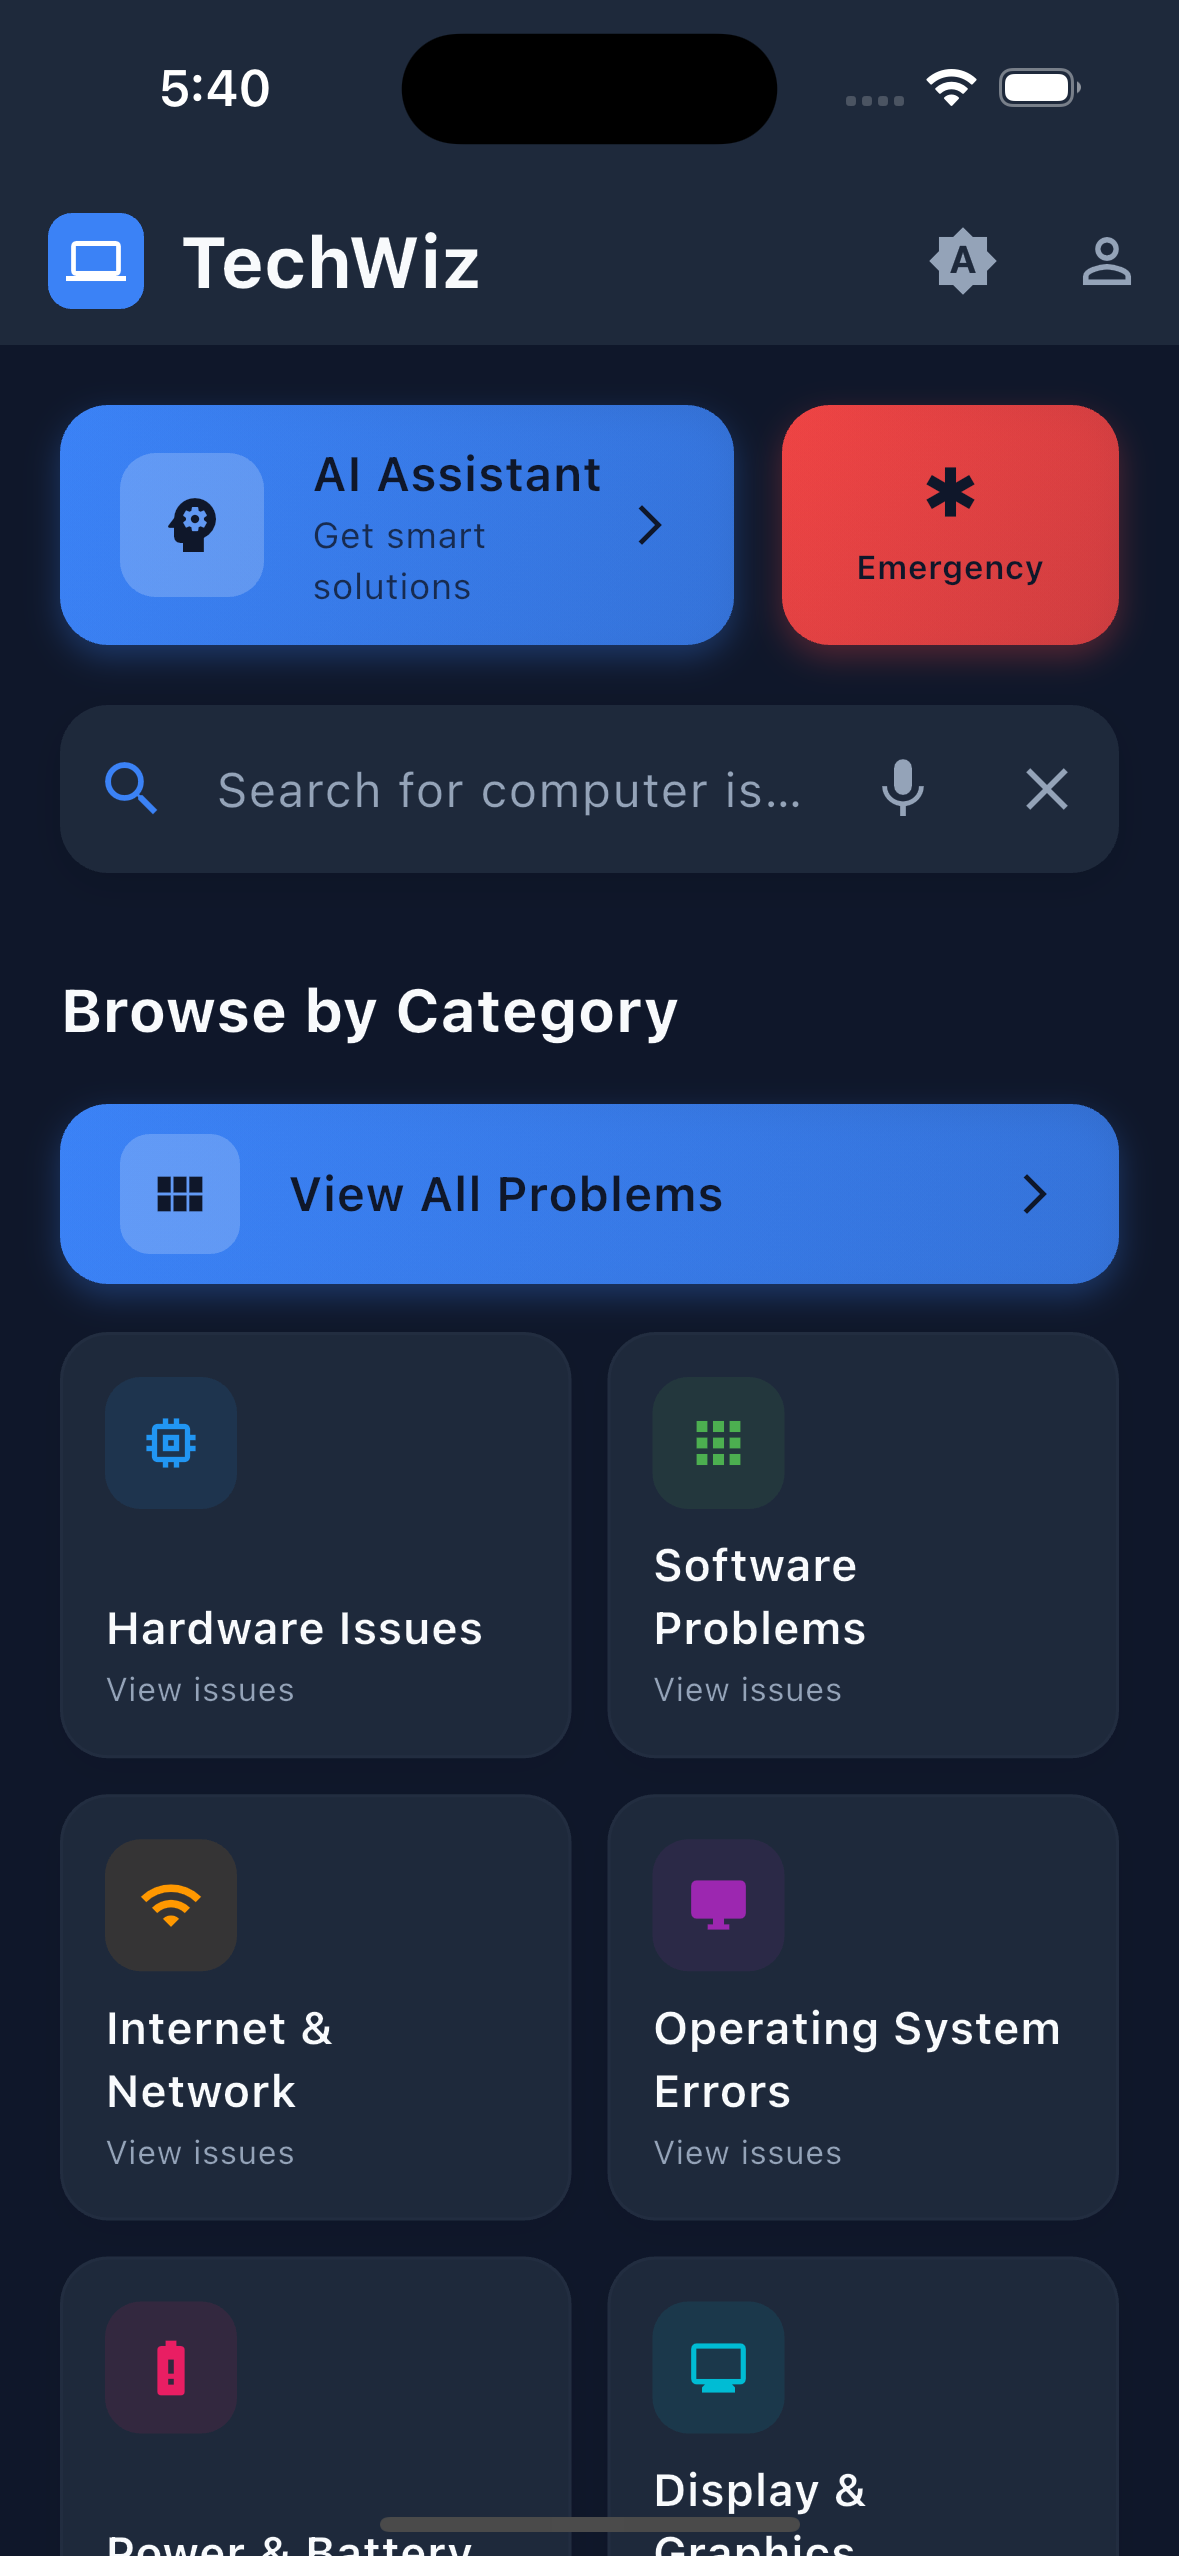 5:40
TechWiz
A
AI Assistant
Get smart
solutions
Emergency
Search for computer is...
Browse by Category
View All Problems
Hardware Issues
View issues
Software
Problems
View issues
Internet &
Network
View issues
Operating System
Errors
View issues
Power & Battery
Display &
Graphics